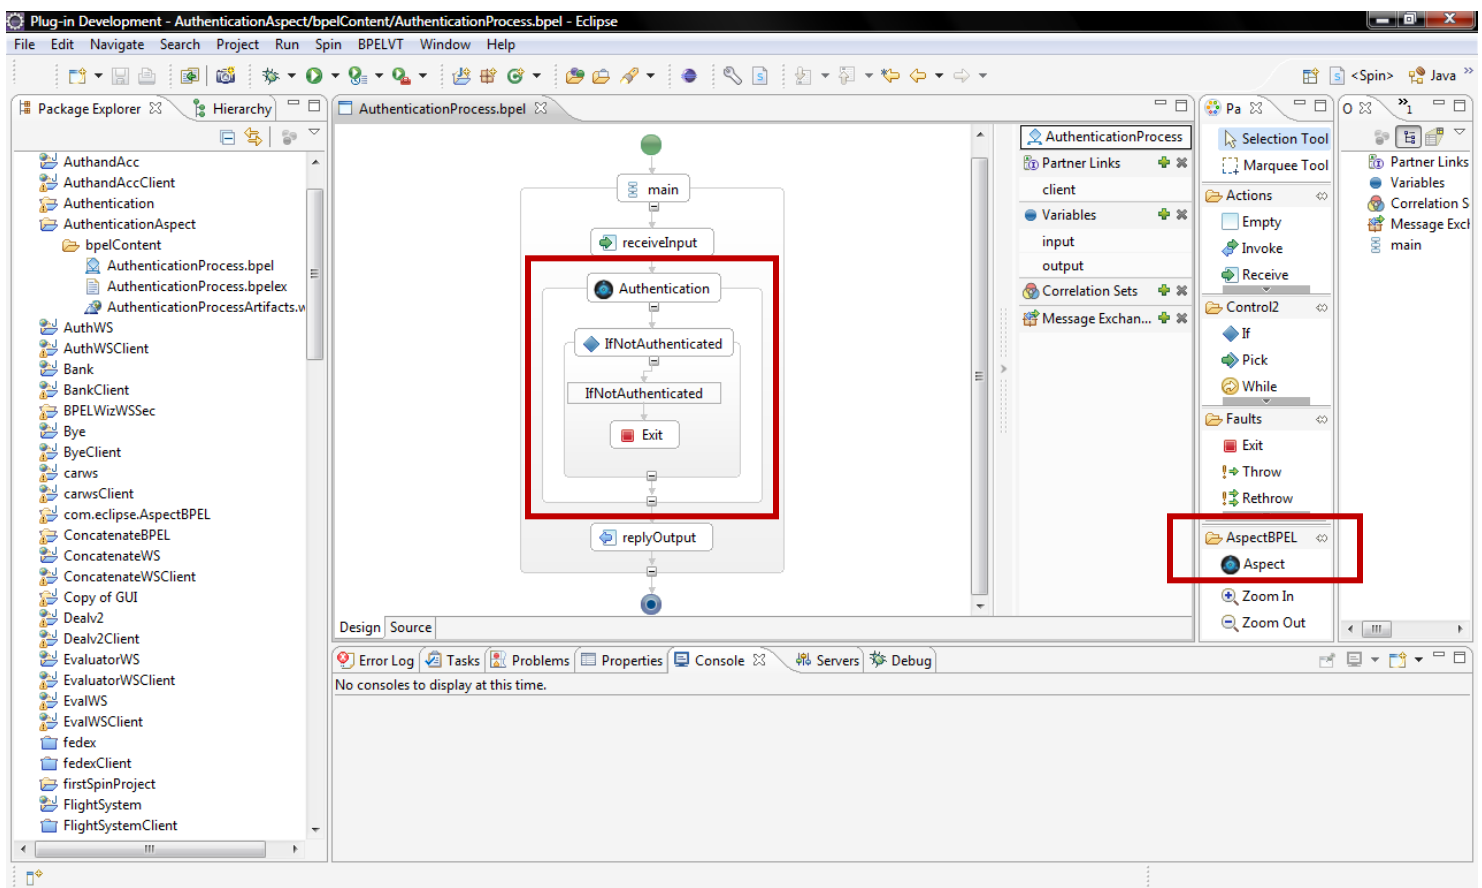 Plug-in Development - AuthenticationAspect/bpelContent/AuthenticationProcess.bpel - Eclipse
File Edit Navigate Search Project Run Spin BPELVT Window Help
<Spin> Java
Package Explorer Hierarchy
AuthandAcc
AuthandAccClient
Authentication
AuthenticationAspect
bpelContent
AuthenticationProcess.bpel
AuthenticationProcess.bpelex
AuthenticationProcessArtifacts.w
AuthWS
AuthWSClient
Bank
BankClient
BPELWizWSSec
Bye
ByeClient
carws
carwsClient
com.eclipse.AspectBPEL
ConcatenateBPEL
ConcatenateWS
ConcatenateWSClient
Copy of GUI
Dealv2
Dealv2Client
EvaluatorWS
EvaluatorWSClient
EvalWS
EvalWSClient
fedex
fedexClient
firstSpinProject
FlightSystem
FlightSystemClient
AuthenticationProcess.bpel
main
receiveInput
Authentication
IfNotAuthenticated
IfNotAuthenticated
Exit
replyOutput
Design Source
AuthenticationProcess
Partner Links
client
Variables
input
output
Correlation Sets
Message Exchan...
Pa
Selection Tool
Marquee Tool
Actions
Empty
Invoke
Receive
Control2
If
Pick
While
Faults
Exit
Throw
Rethrow
AspectBPEL
Aspect
Zoom In
Zoom Out
O 1
Partner Links
Variables
Correlation S
Message Exch
main
Error Log Tasks Problems Properties Console Servers Debug
No consoles to display at this time.